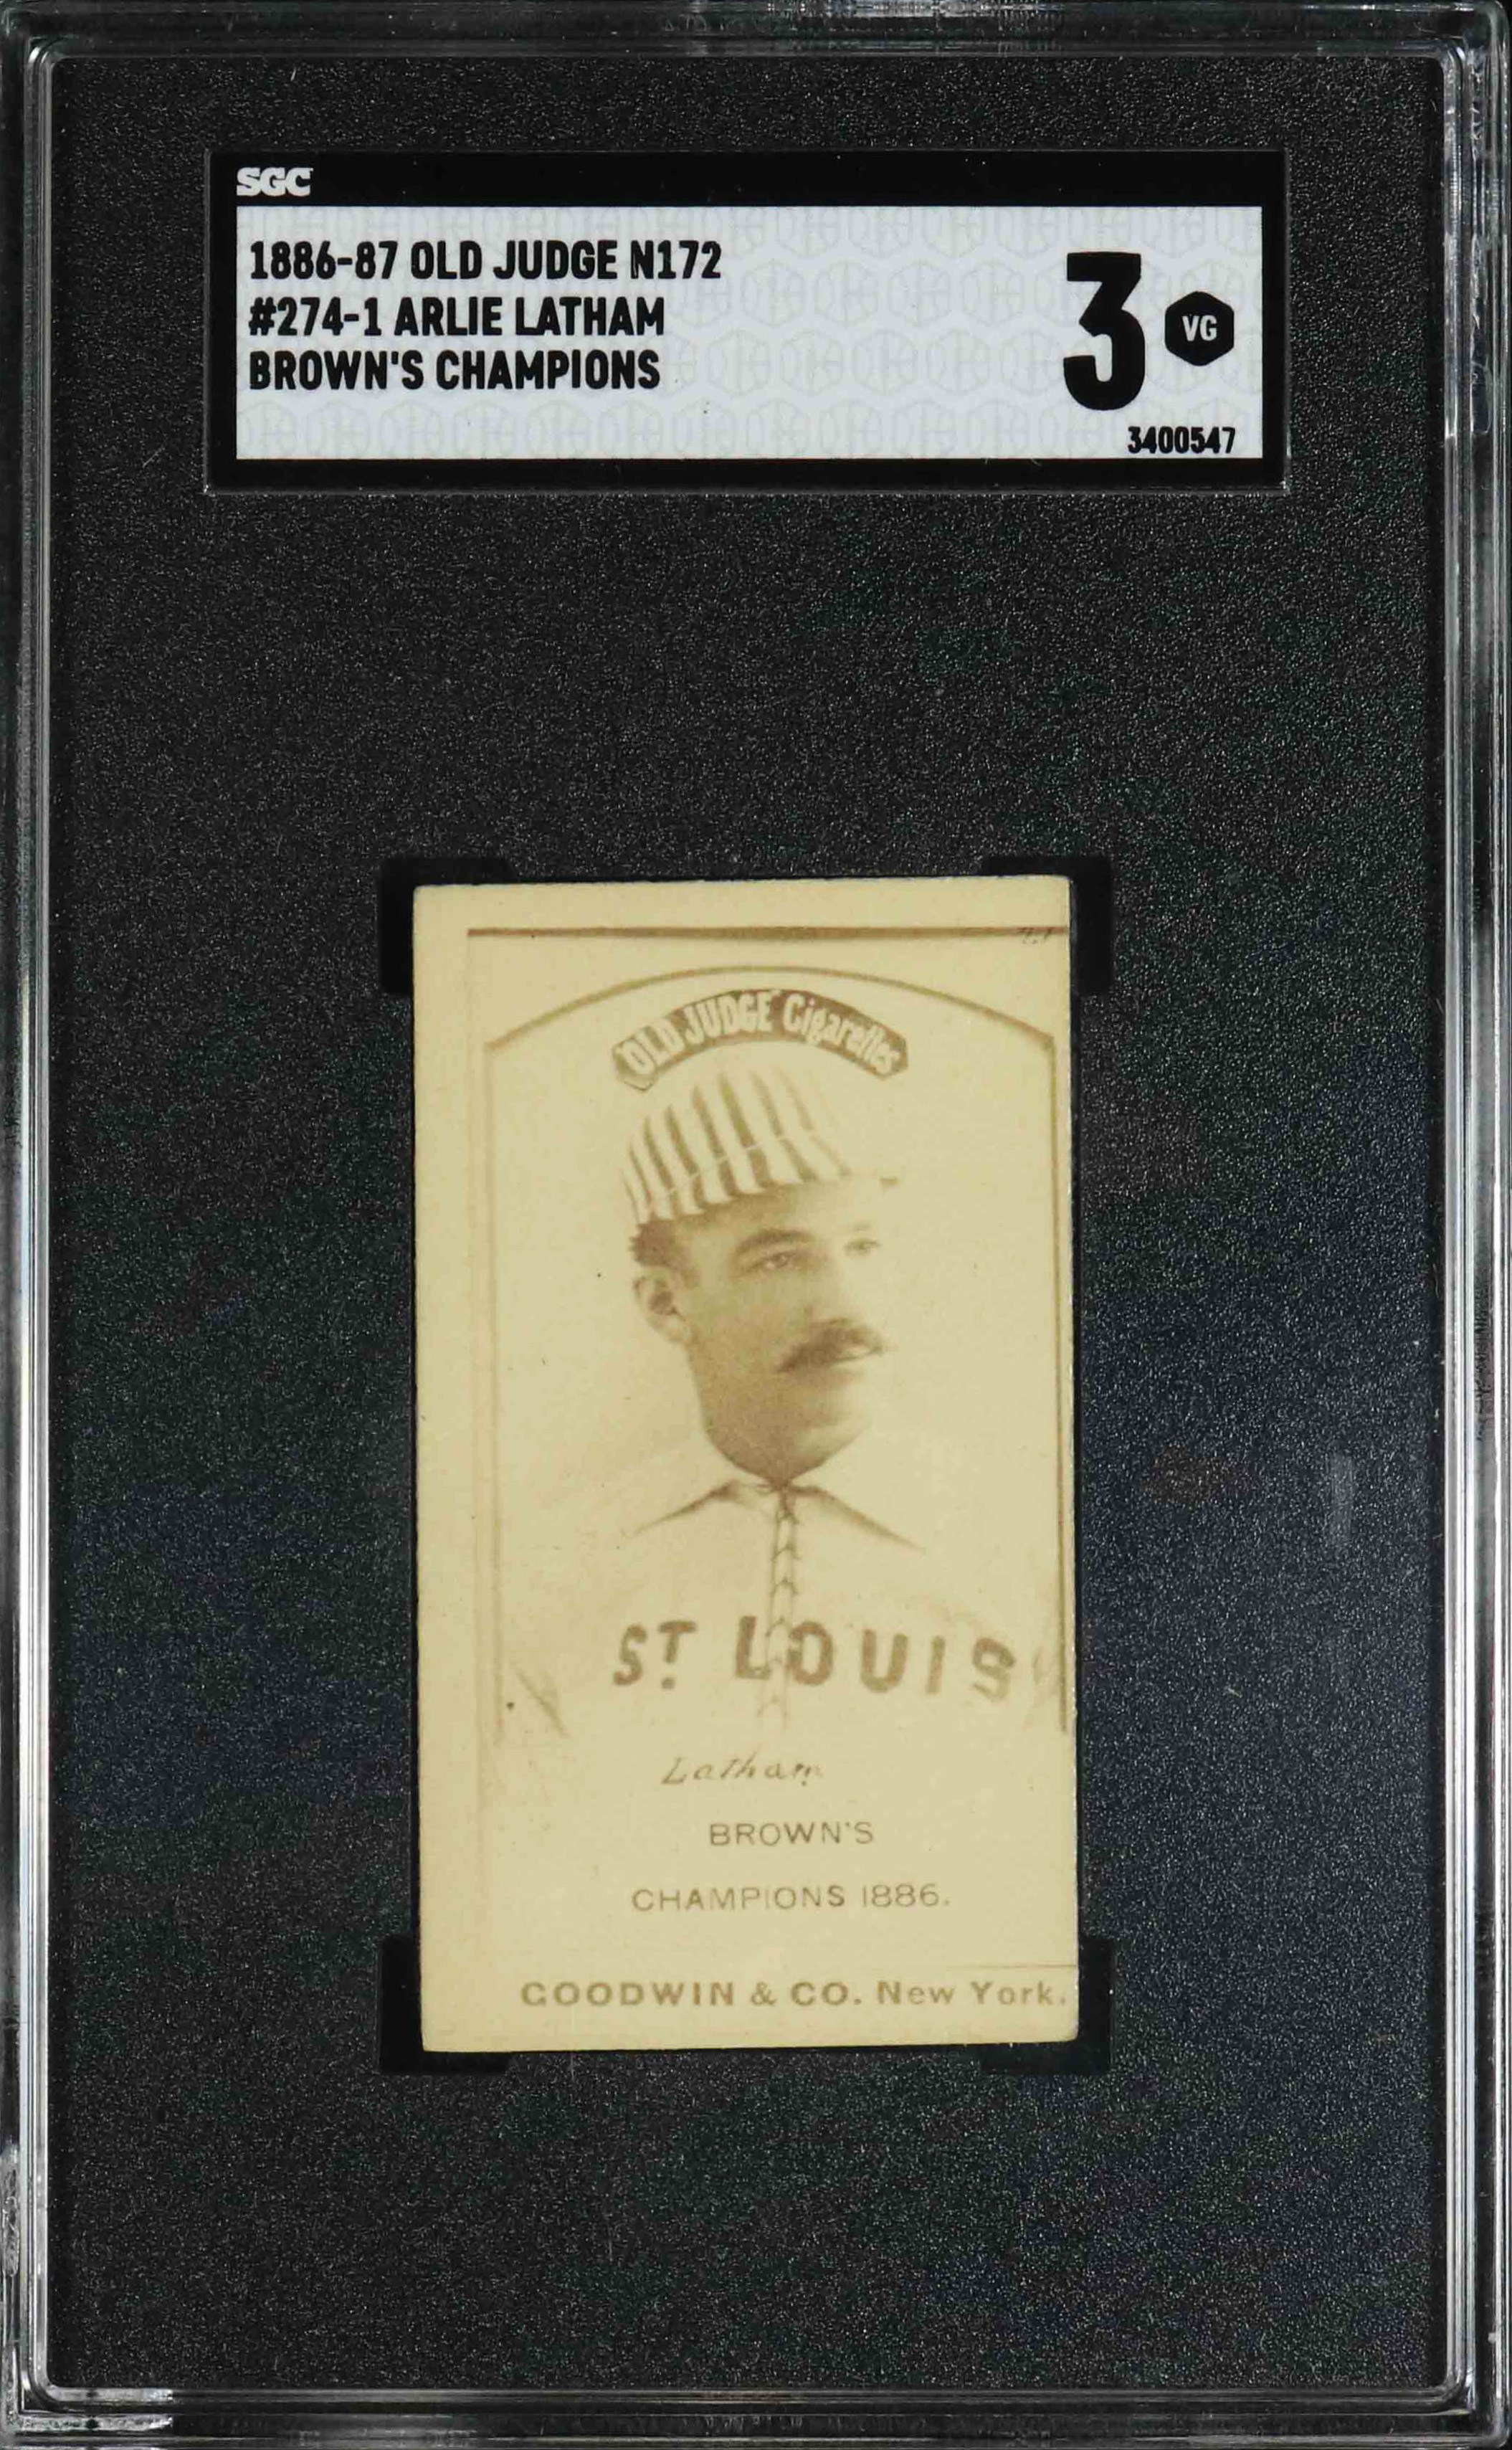 SGC
1886-87 OLD JUDGE N172
#274-1 ARLIE LATHAM
BROWN'S CHAMPIONS
3
VG
3400547
OLD JUDGE Cigarettes
ST LOUIS
Latham
BROWN'S
CHAMPIONS 1886.
GOODWIN & CO. New York.